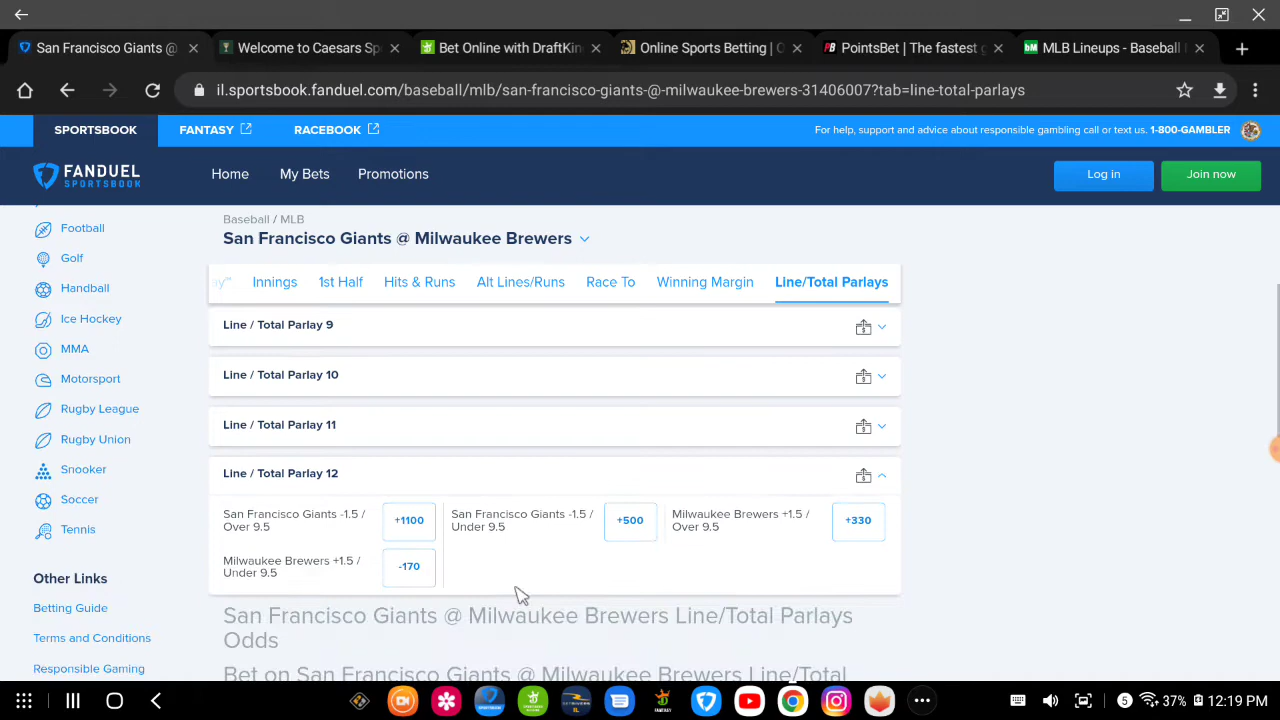 San Francisco Giants @
Welcome to Caesars Sp
Bet Online with DraftKin
Online Sports Betting | O
PointsBet | The fastest g
bM
MLB Lineups - Baseball
il.sportsbook.fanduel.com/baseball/mlb/san-francisco-giants-@-milwaukee-brewers-31406007?tab=line-total-parlays
SPORTSBOOK
FANTASY
RACEBOOK
For help, support and advice about responsible gambling call or text us. 1-800-GAMBLER
FANDUEL
SPORTSBOOK
Home
My Bets
Promotions
Log in
Join now
Football
Golf
Handball
Ice Hockey
MMA
Motorsport
Rugby League
Rugby Union
Snooker
Soccer
Tennis
Other Links
Betting Guide
Terms and Conditions
Responsible Gaming
Baseball / MLB
San Francisco Giants @ Milwaukee Brewers
ay™
Innings
1st Half
Hits & Runs
Alt Lines/Runs
Race To
Winning Margin
Line/Total Parlays
Line / Total Parlay 9
Line / Total Parlay 10
Line / Total Parlay 11
Line / Total Parlay 12
San Francisco Giants -1.5 /
Over 9.5
+1100
San Francisco Giants -1.5 /
Under 9.5
+500
Milwaukee Brewers +1.5 /
Over 9.5
+330
Milwaukee Brewers +1.5 /
Under 9.5
-170
San Francisco Giants @ Milwaukee Brewers Line/Total Parlays
Odds
Bet on San Francisco Giants @ Milwaukee Brewers Line/Total
5
37%
12:19 PM